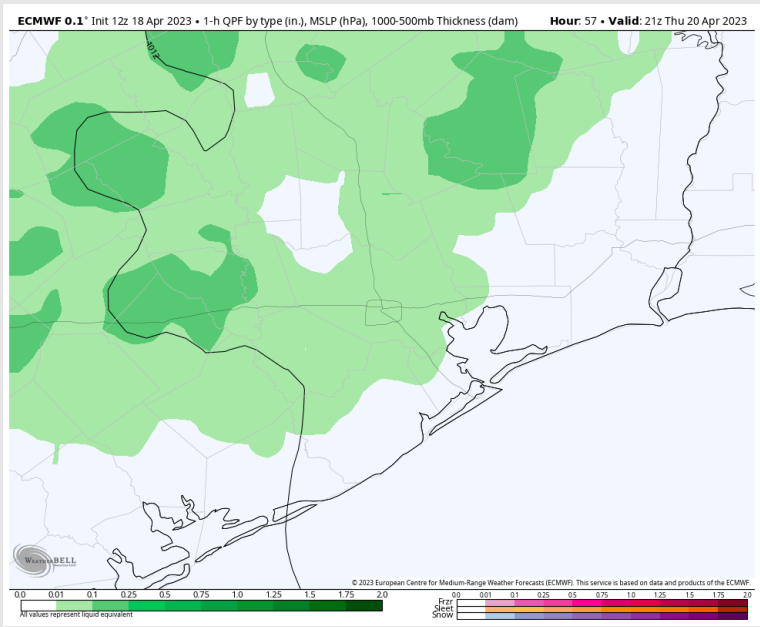 ECMWF 0.1° Init 12z 18 Apr 2023 • 1-h QPF by type (in.), MSLP (hPa), 1000-500mb Thickness (dam) Hour: 57 • Valid: 21z Thu 20 Apr 2023
1012
WEATHERBELL
© 2023 European Centre for Medium-Range Weather Forecasts (ECMWF). This service is based on data and products of the ECMWF.
0.0 0.01 0.1 0.25 0.5 0.75 1.0 1.25 1.5 1.75 2.0
All values represent liquid equivalent
0.0 0.01 0.1 0.25 0.5 0.75 1.0 1.25 1.5 1.75 2.0
Frzr
Sleet
Snow